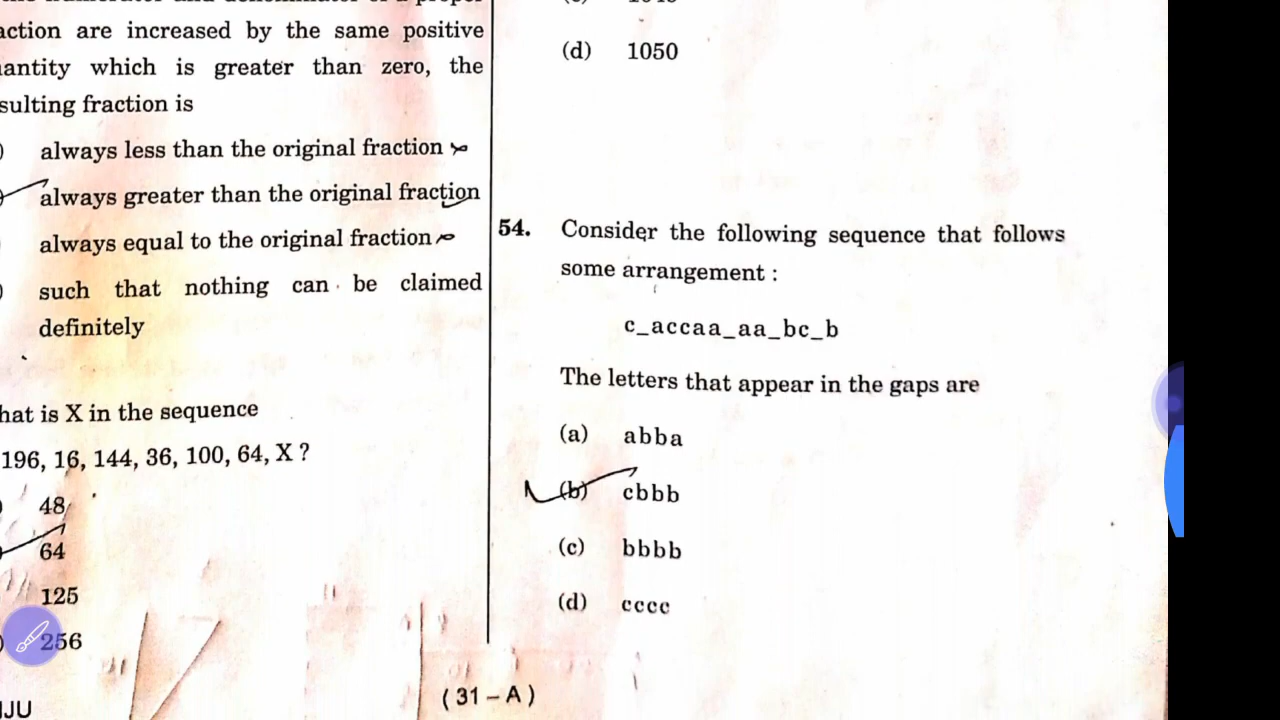 action are increased by the same positive
which is greater than zero, the
fraction is
always less than the original fraction
always greater than the original fraction
always equal to the original fraction
such that nothing can be claimed
definitely
is X in the sequence
196, 16, 144, 36, 100, 64, X ?
48
64
125
256
(d) 1050
54. Consider the following sequence that follows
some arrangement :
c_accaa_aa_bc_b
The letters that appear in the gaps are
(a) abba
(b) cbbb
(c) bbbb
(d) cccc
( 31 – A )